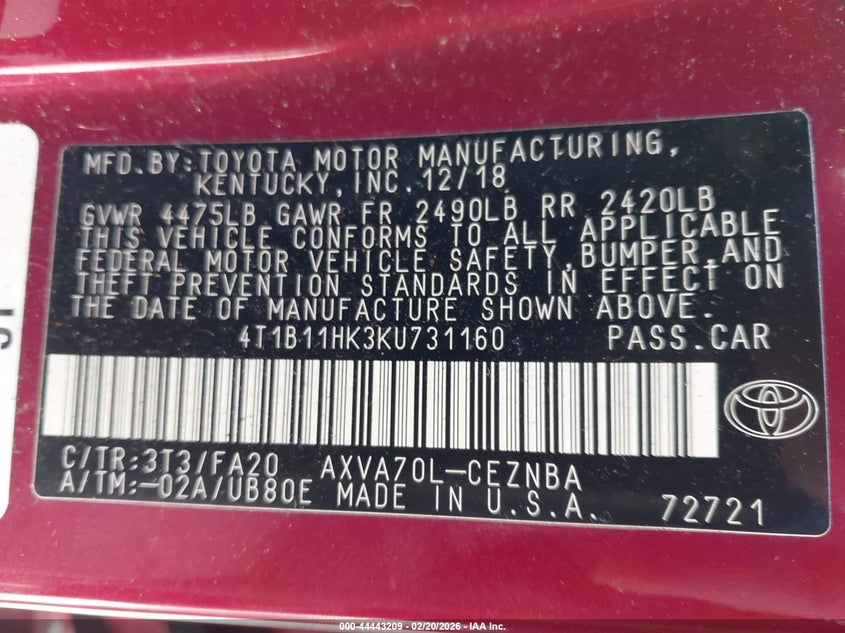 MFD.BY:TOYOTA MOTOR MANUFACTURING,
KENTUCKY,INC. 12/18
GVWR 4475LB GAWR FR 2490LB RR 2420LB
THIS VEHICLE CONFORMS TO ALL APPLICABLE
FEDERAL MOTOR VEHICLE SAFETY,BUMPER,AND
THEFT PREVENTION STANDARDS IN EFFECT ON
THE DATE OF MANUFACTURE SHOWN ABOVE.
4T1B11HK3KU731160 PASS.CAR
C/TR:3T3/FA20 AXVA70L-CEZNBA
A/TM:-02A/UB80E MADE IN U.S.A. 72721
000-44443209 - 02/20/2026 - IAA Inc.